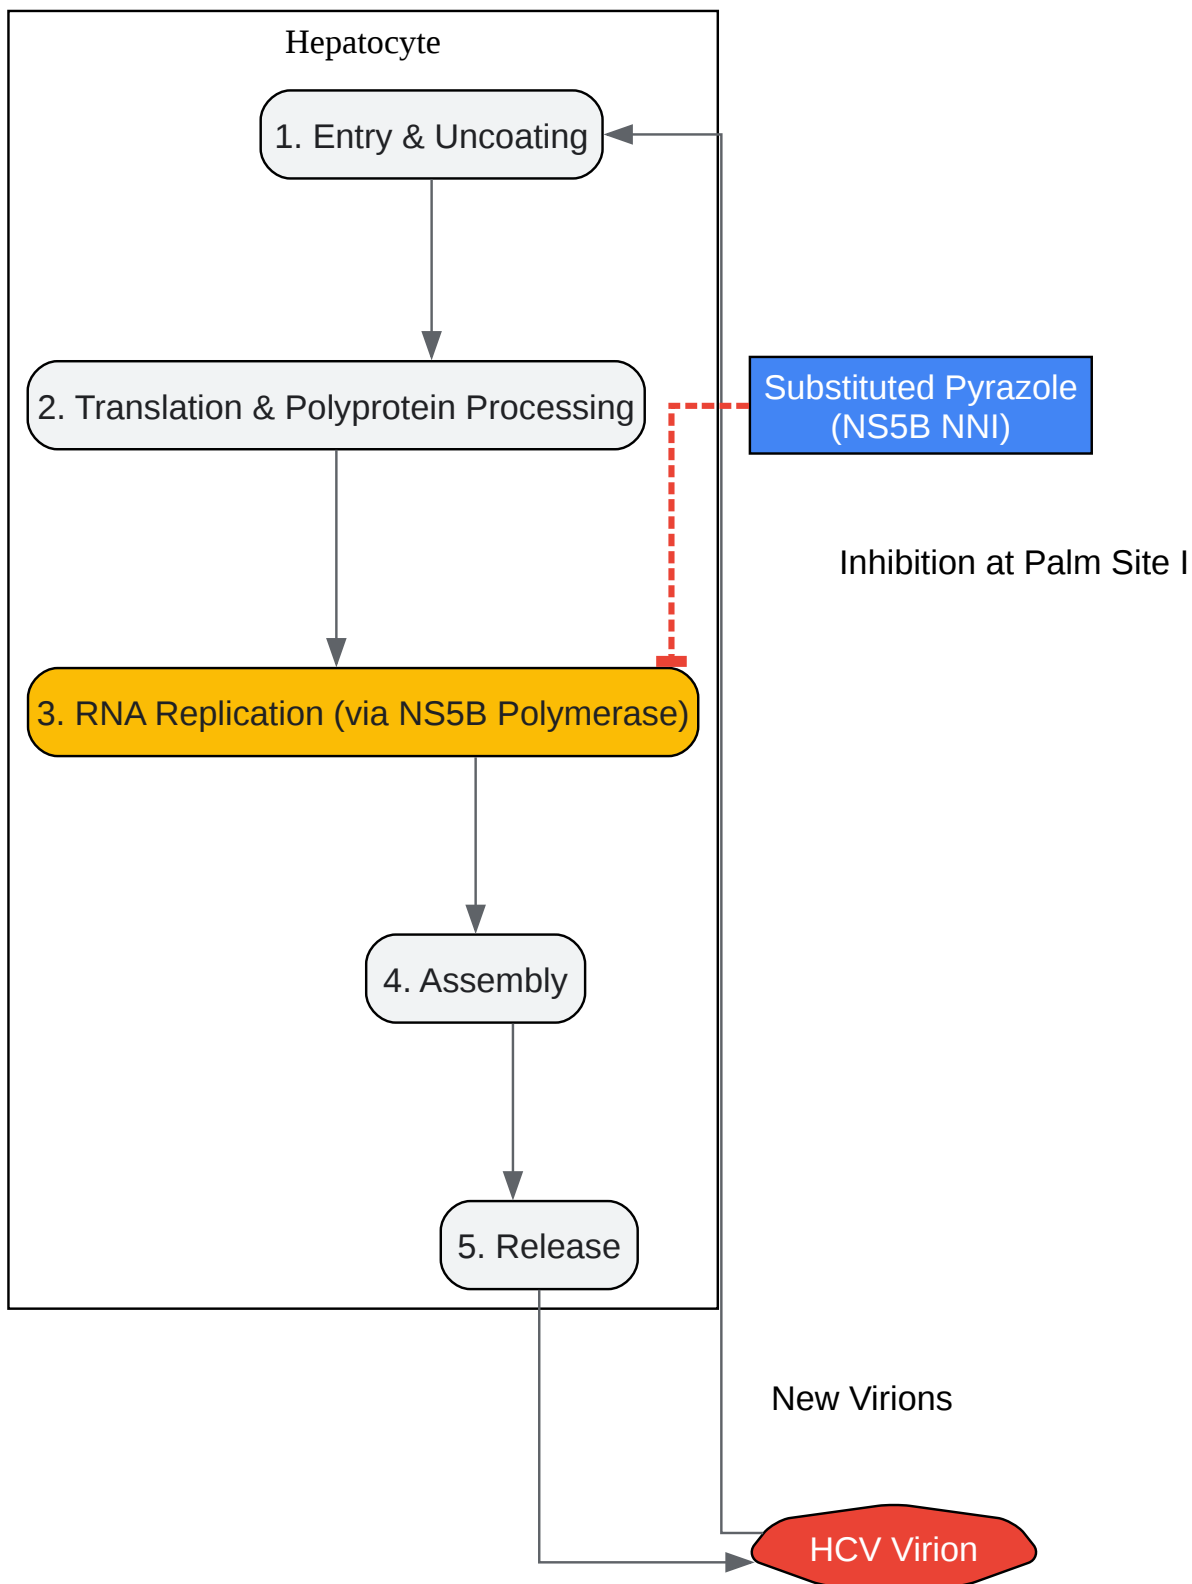 Hepatocyte
1. Entry & Uncoating
2. Translation & Polyprotein Processing
Substituted Pyrazole
(NS5B NNI)
Inhibition at Palm Site I
3. RNA Replication (via NS5B Polymerase)
4. Assembly
5. Release
New Virions
HCV Virion